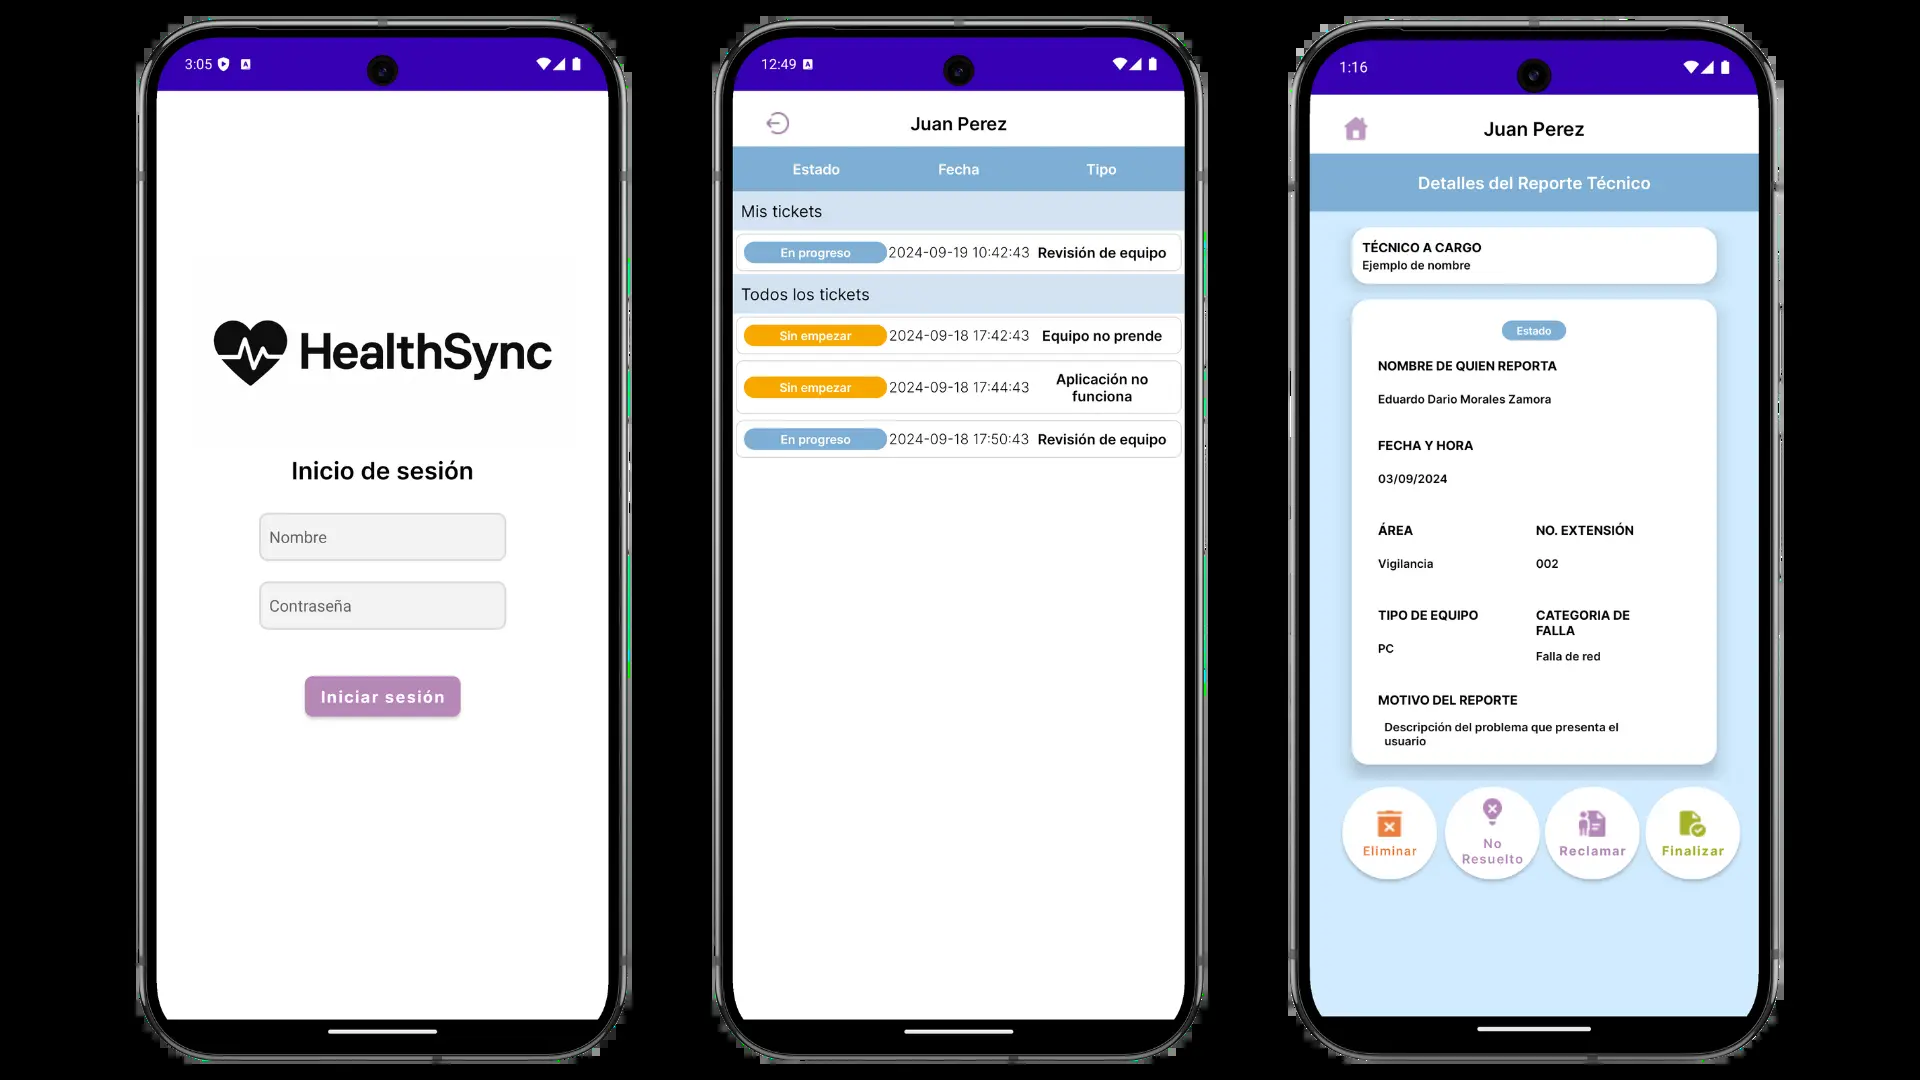 3:05
HealthSync
Inicio de sesión
Nombre
Contraseña
Iniciar sesión
12:49
Juan Perez
Estado Fecha Tipo
Mis tickets
En progreso 2024-09-19 10:42:43 Revisión de equipo
Todos los tickets
Sin empezar 2024-09-18 17:42:43 Equipo no prende
Sin empezar 2024-09-18 17:44:43 Aplicación no
funciona
En progreso 2024-09-18 17:50:43 Revisión de equipo
1:16
Juan Perez
Detalles del Reporte Técnico
TÉCNICO A CARGO
Ejemplo de nombre
Estado
NOMBRE DE QUIEN REPORTA
Eduardo Dario Morales Zamora
FECHA Y HORA
03/09/2024
ÁREA NO. EXTENSIÓN
Vigilancia 002
TIPO DE EQUIPO CATEGORIA DE
FALLA
PC
Falla de red
MOTIVO DEL REPORTE
Descripción del problema que presenta el
usuario
Eliminar
No
Resuelto
Reclamar
Finalizar